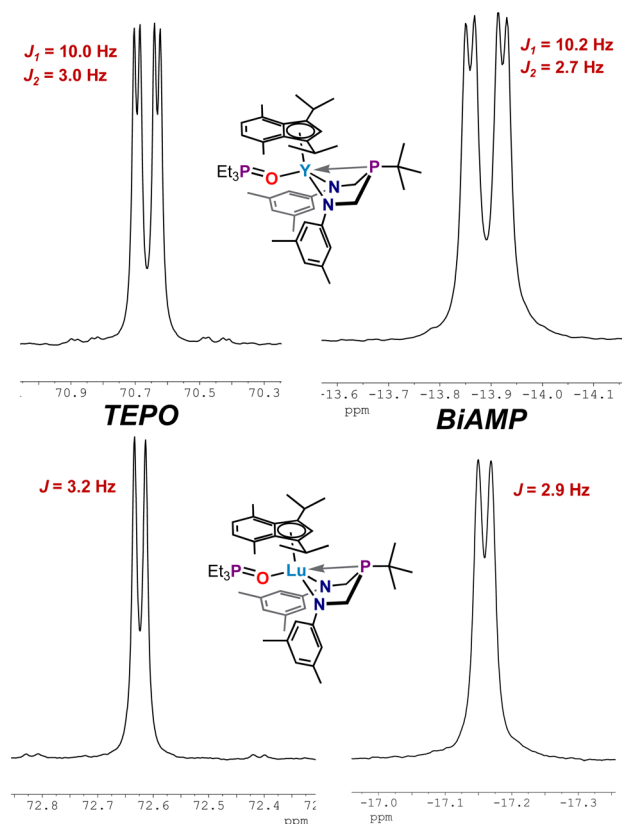 J₁ = 10.0 Hz
J₂ = 3.0 Hz
J₁ = 10.2 Hz
J₂ = 2.7 Hz
Et₃P=O
Y
P
N
N
70.9 70.7 70.5 70.3
-13.6 -13.7 -13.8 -13.9 -14.0 -14.1
ppm
TEPO
BiAMP
J = 3.2 Hz
J = 2.9 Hz
Et₃P=O
Lu
P
N
N
72.8 72.6 72.5 72.4
ppm
-17.0 -17.1 -17.2 -17.3